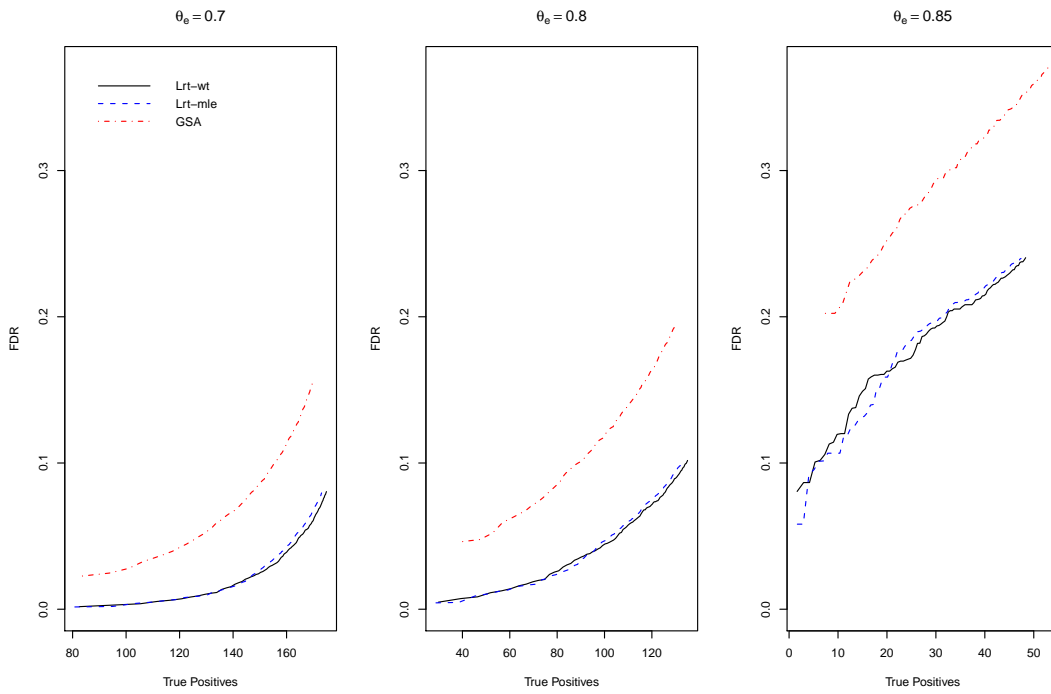 θe = 0.7
FDR
0.0 0.1 0.2 0.3
Lrt−wt
Lrt−mle
GSA
80 100 120 140 160
True Positives
θe = 0.8
FDR
0.0 0.1 0.2 0.3
40 60 80 100 120
True Positives
θe = 0.85
FDR
0.0 0.1 0.2 0.3
0 10 20 30 40 50
True Positives